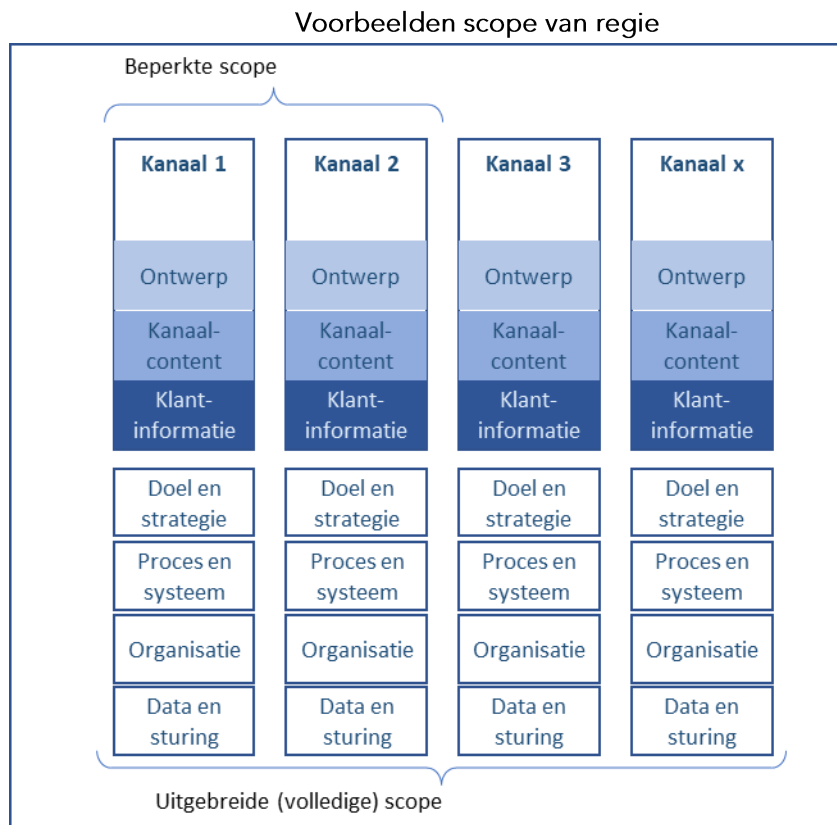 Voorbeelden scope van regie
Beperkte scope
Kanaal 1 Kanaal 2 Kanaal 3 Kanaal x
Ontwerp Ontwerp Ontwerp Ontwerp
Kanaal- Kanaal- Kanaal- Kanaal-
content content content content
Klant- Klant- Klant- Klant-
informatie informatie informatie informatie
Doel en Doel en Doel en Doel en
strategie strategie strategie strategie
Proces en Proces en Proces en Proces en
systeem systeem systeem systeem
Organisatie Organisatie Organisatie Organisatie
Data en Data en Data en Data en
sturing sturing sturing sturing
Uitgebreide (volledige) scope